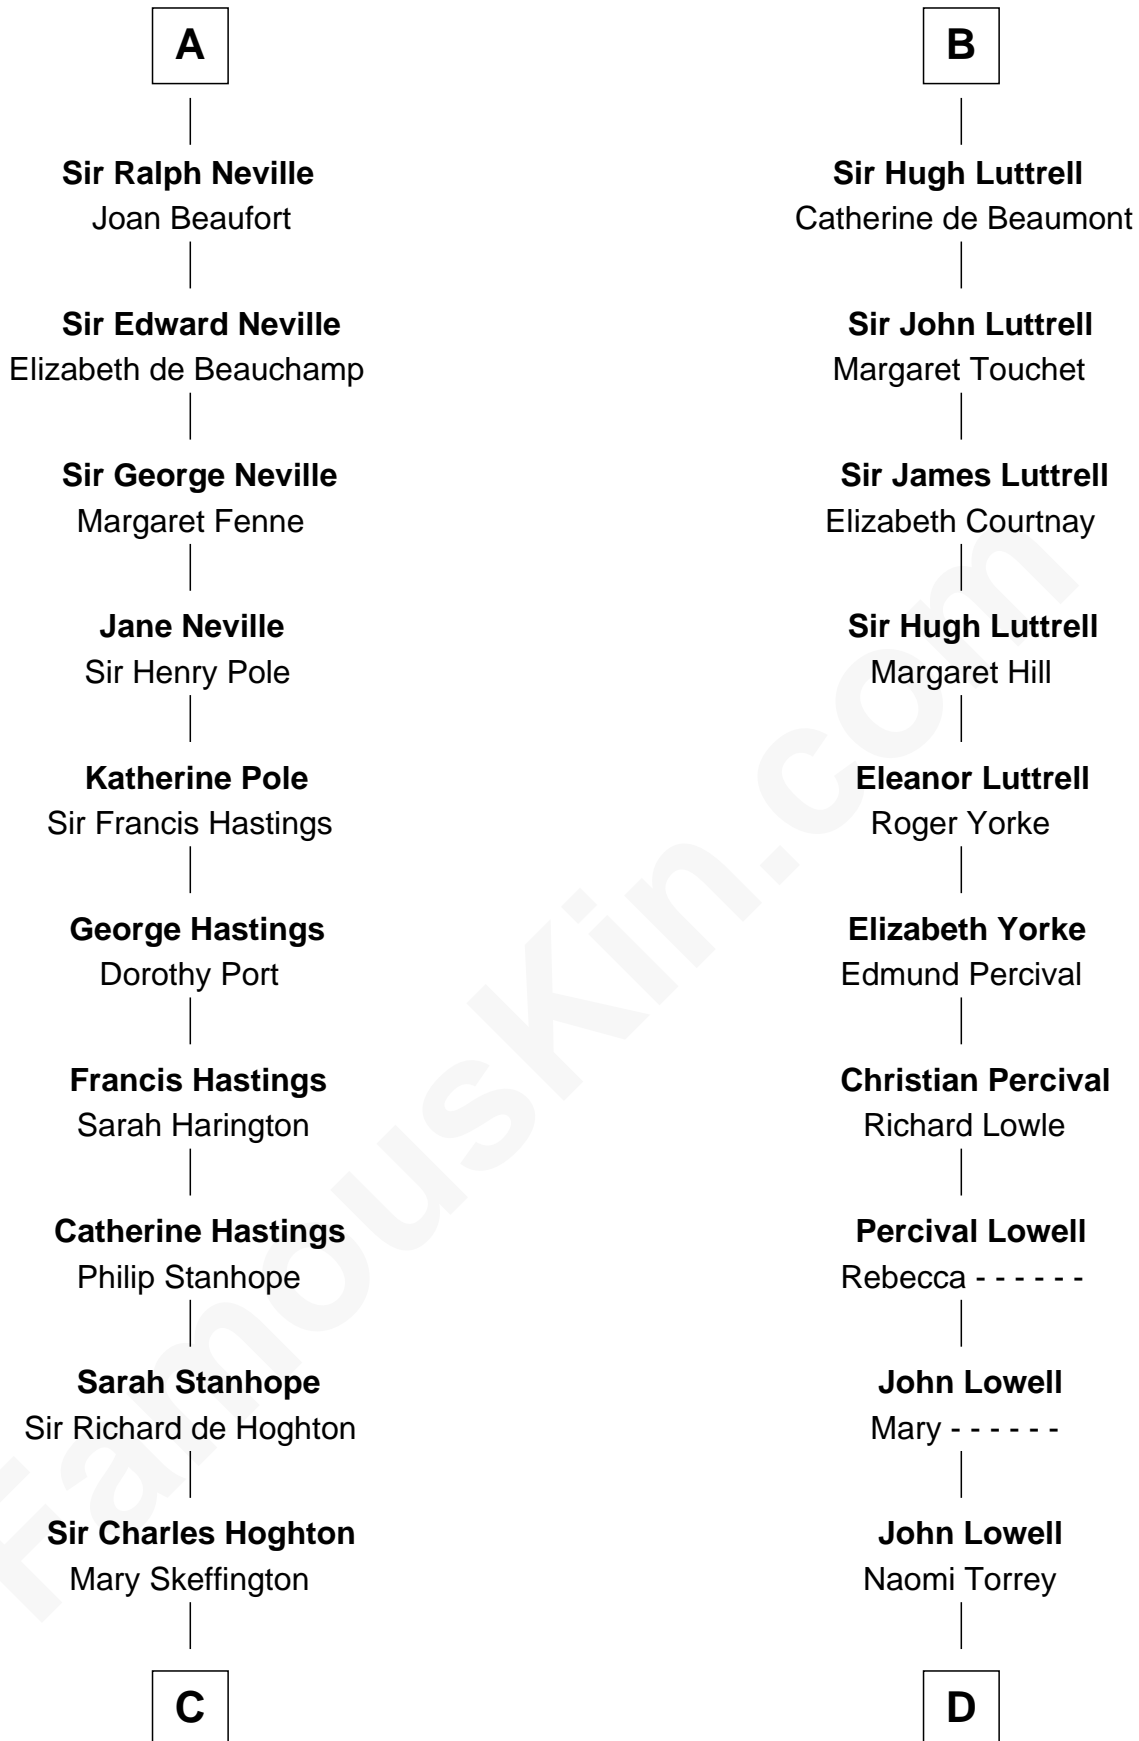 A
Sir Ralph Neville
Joan Beaufort
Sir Edward Neville
Elizabeth de Beauchamp
Sir George Neville
Margaret Fenne
Jane Neville
Sir Henry Pole
Katherine Pole
Sir Francis Hastings
George Hastings
Dorothy Port
Francis Hastings
Sarah Harington
Catherine Hastings
Philip Stanhope
Sarah Stanhope
Sir Richard de Hoghton
Sir Charles Hoghton
Mary Skeffington
C
B
Sir Hugh Luttrell
Catherine de Beaumont
Sir John Luttrell
Margaret Touchet
Sir James Luttrell
Elizabeth Courtnay
Sir Hugh Luttrell
Margaret Hill
Eleanor Luttrell
Roger Yorke
Elizabeth Yorke
Edmund Percival
Christian Percival
Richard Lowle
Percival Lowell
Rebecca - - - - - -
John Lowell
Mary - - - - - -
John Lowell
Naomi Torrey
D
FamousKin.com